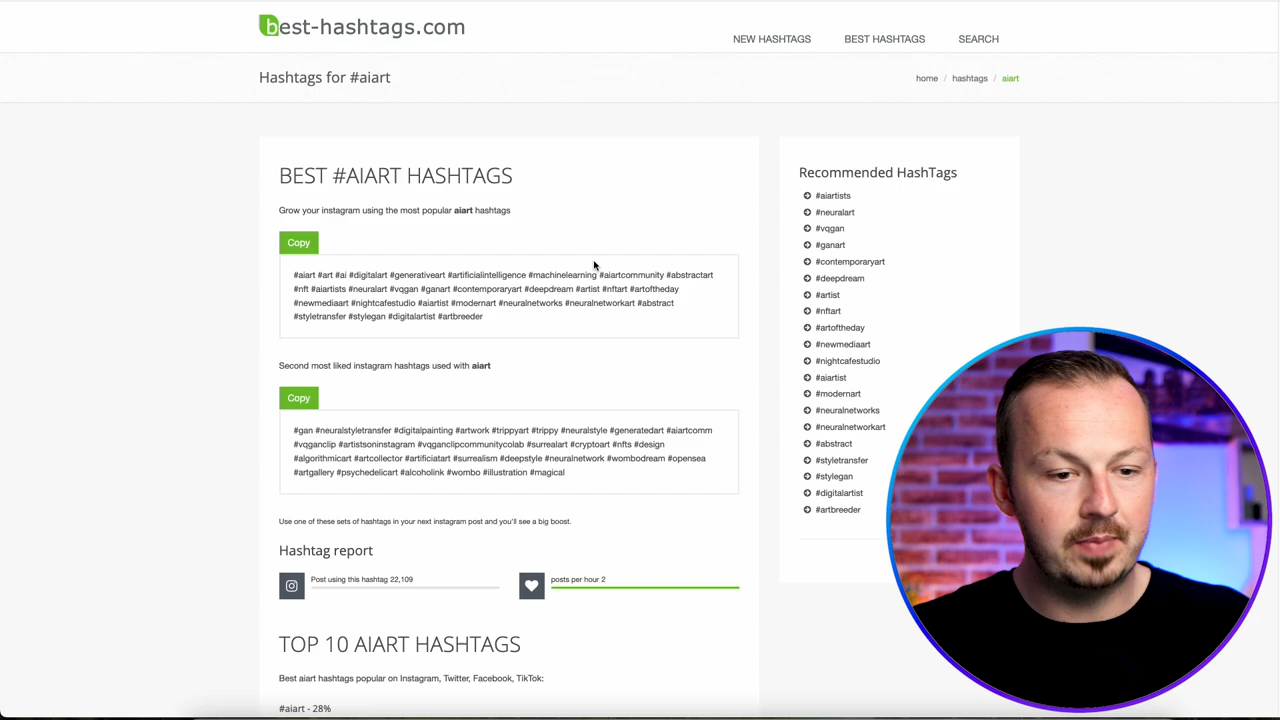 best-hashtags.com
NEW HASHTAGS BEST HASHTAGS SEARCH
Hashtags for #aiart
home / hashtags / aiart
BEST #AIART HASHTAGS
Grow your instagram using the most popular aiart hashtags
Copy
#aiart #art #ai #digitalart #generativeart #artificialintelligence #machinelearning #aiartcommunity #abstractart
#nft #aiartists #neuralart #vqgan #ganart #contemporaryart #deepdream #artist #nftart #artoftheday
#newmediaart #nightcafestudio #aiartist #modernart #neuralnetworks #neuralnetworkart #abstract
#styletransfer #stylegan #digitalartist #artbreeder
Second most liked instagram hashtags used with aiart
Copy
#gan #neuralstyletransfer #digitalpainting #artwork #trippyart #trippy #neuralstyle #generatedart #aiartcomm
#vqganclip #artistsoninstagram #vqganclipcommunitycolab #surrealart #cryptoart #nfts #design
#algorithmicart #artcollector #artificiatart #surrealism #deepstyle #neuralnetwork #wombodream #opensea
#artgallery #psychedelicart #alcoholink #wombo #illustration #magical
Use one of these sets of hashtags in your next instagram post and you'll see a big boost.
Hashtag report
Post using this hashtag 22,109
posts per hour 2
TOP 10 AIART HASHTAGS
Best aiart hashtags popular on Instagram, Twitter, Facebook, TikTok:
#aiart - 28%
Recommended HashTags
#aiartists
#neuralart
#vqgan
#ganart
#contemporaryart
#deepdream
#artist
#nftart
#artoftheday
#newmediaart
#nightcafestudio
#aiartist
#modernart
#neuralnetworks
#neuralnetworkart
#abstract
#styletransfer
#stylegan
#digitalartist
#artbreeder